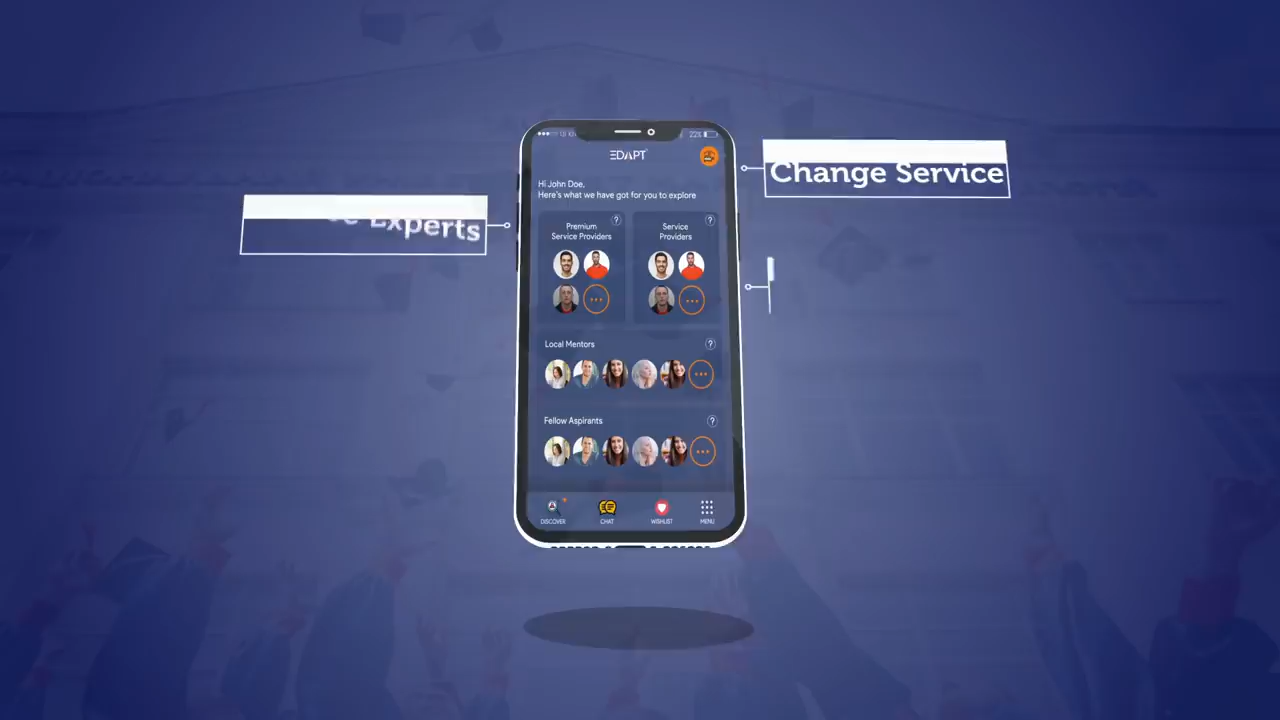 22%
EDAPT
Hi John Doe,
Here's what we have got for you to explore
Premium
Service Providers
?
Service
Providers
?
Change Service
Experts
Local Mentors
?
Fellow Aspirants
?
DISCOVER
CHAT
WISHLIST
MENU